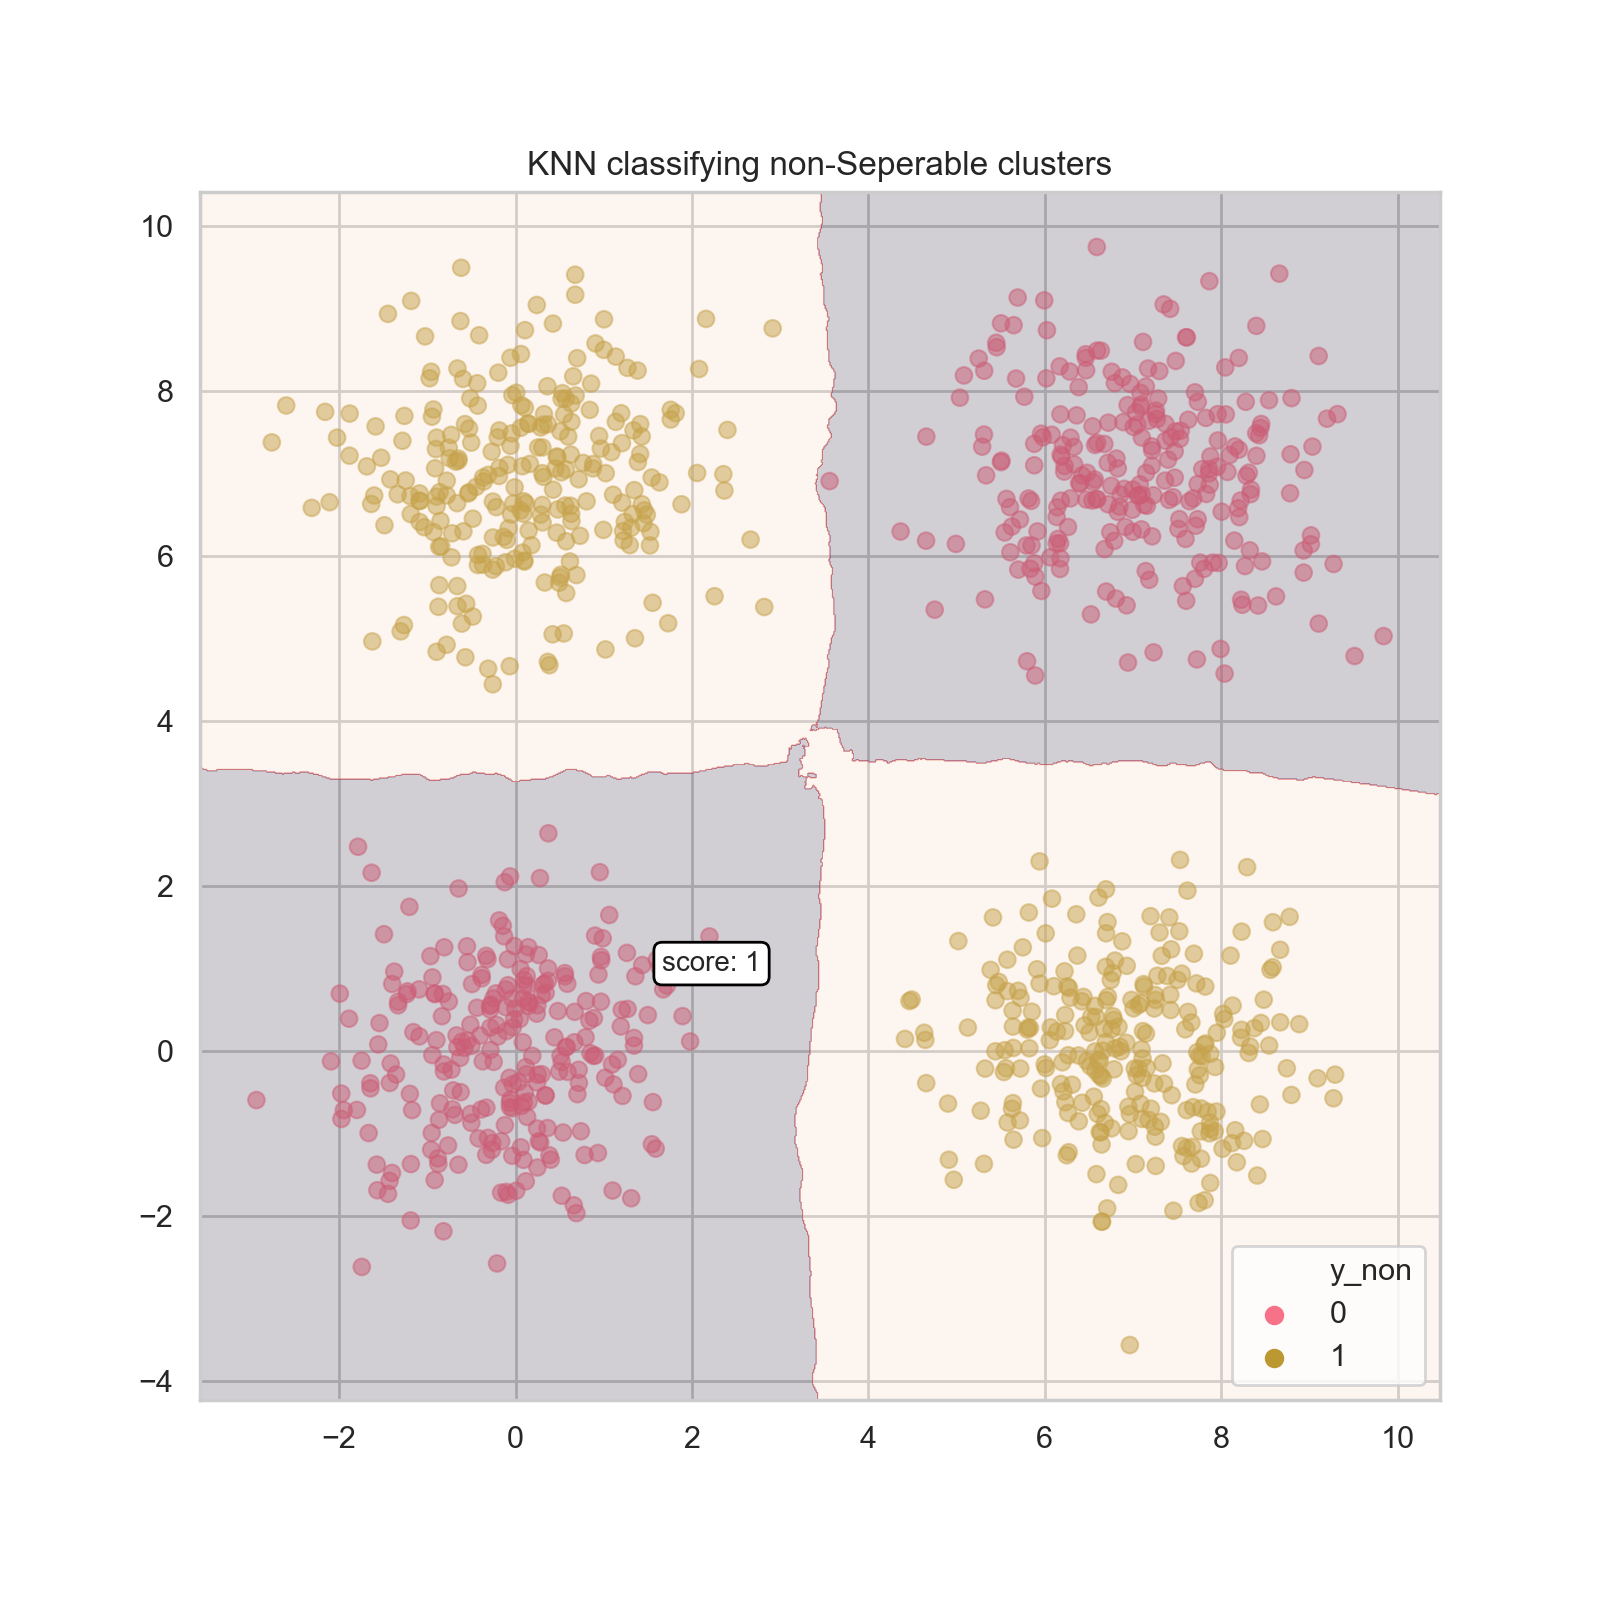 KNN classifying non-Seperable clusters
10
8
6
4
2
0
−2
−4
score: 1
y_non
0
1
−2 0 2 4 6 8 10